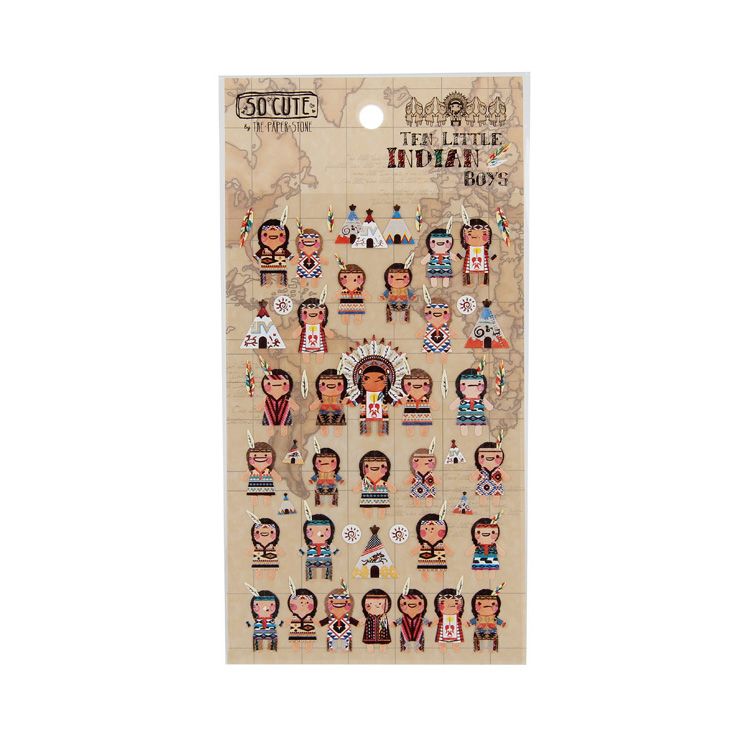 SO CUTE
by THE PAPER STONE
TEN LITTLE
INDIAN
BOYS